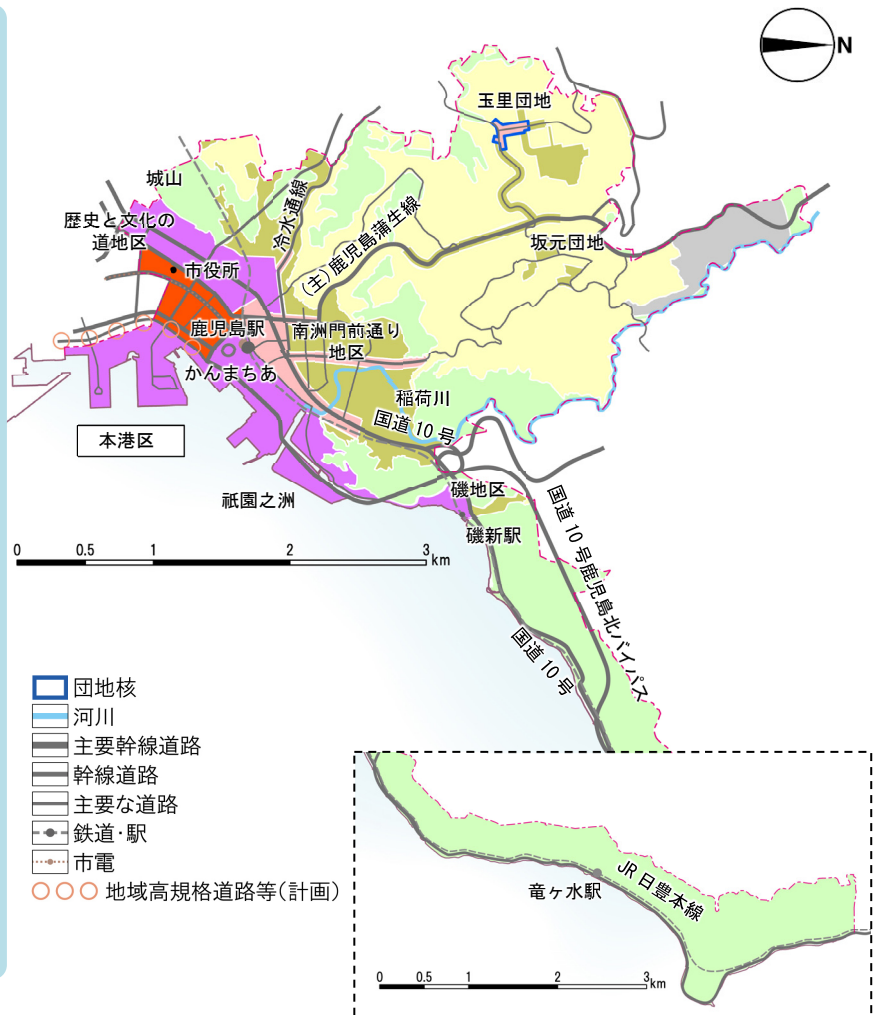 N
玉里団地
城山
歴史と文化の
道地区
冷水通線
(主)鹿児島蒲生線
坂元団地
市役所
鹿児島駅
南洲門前通り
地区
かんまちあ
稲荷川
国道10号
本港区
祇園之洲
磯地区
磯新駅
国道10号鹿児島北バイパス
国道10号
0 0.5 1 2 3 km
団地核
河川
主要幹線道路
幹線道路
主要な道路
鉄道・駅
市電
地域高規格道路等(計画)
JR日豊本線
竜ヶ水駅
0 0.5 1 2 3 km